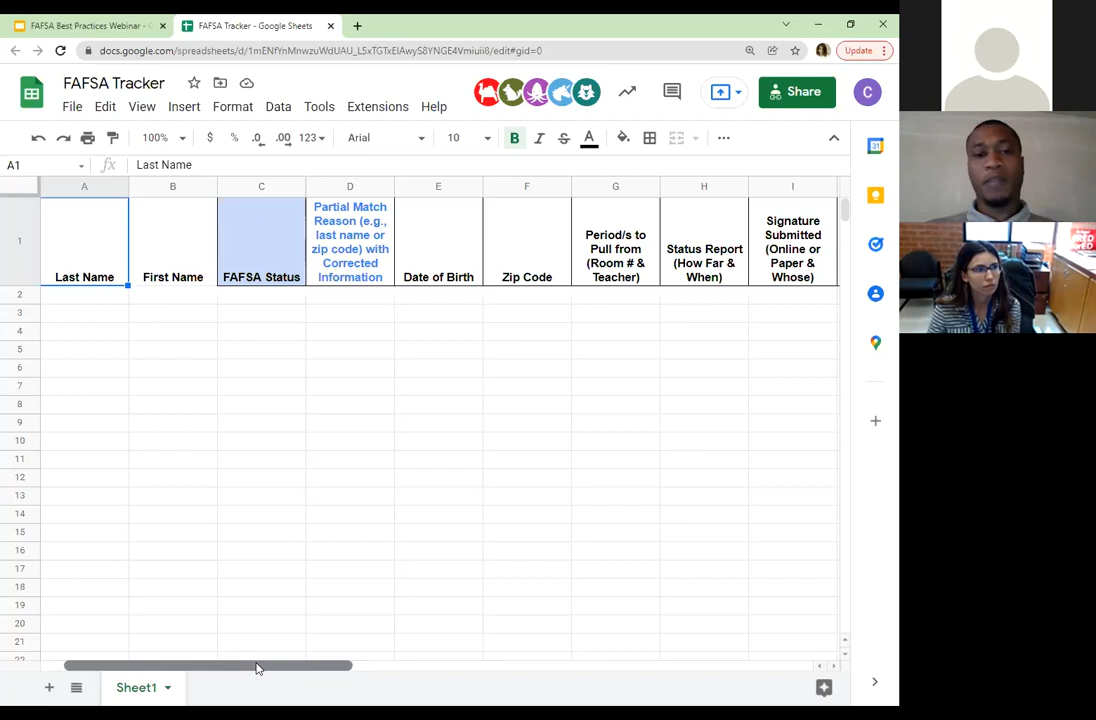 FAFSA Best Practices Webinar -
FAFSA Tracker - Google Sheets
docs.google.com/spreadsheets/d/1mENfYnMnwzuWdUAU_L5xTGTxEIAwyS8YNGE4Vmiuii8/edit#gid=0
Update
FAFSA Tracker
File Edit View Insert Format Data Tools Extensions Help
Share
C
100% $ % .0 .00 123 Arial 10 B I S A
31
A1 fx Last Name
A B C D E F G H I
1
Last Name
First Name
FAFSA Status
Partial Match
Reason (e.g.,
last name or
zip code) with
Corrected
Information
Date of Birth
Zip Code
Period/s to
Pull from
(Room # &
Teacher)
Status Report
(How Far &
When)
Signature
Submitted
(Online or
Paper &
Whose)
2
3
4
5
6
7
8
9
10
11
12
13
14
15
16
17
18
19
20
21
22
Sheet1